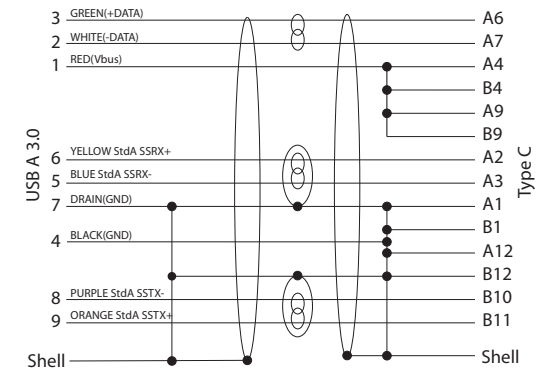 3 GREEN(+DATA) A6
2 WHITE(-DATA) A7
1 RED(Vbus) A4
B4
A9
B9
6 YELLOW StdA SSRX+ A2
5 BLUE StdA SSRX- A3
7 DRAIN(GND) A1
B1
4 BLACK(GND)
A12
B12
8 PURPLE StdA SSTX- B10
9 ORANGE StdA SSTX+ B11
Shell Shell
USB A 3.0
Type C